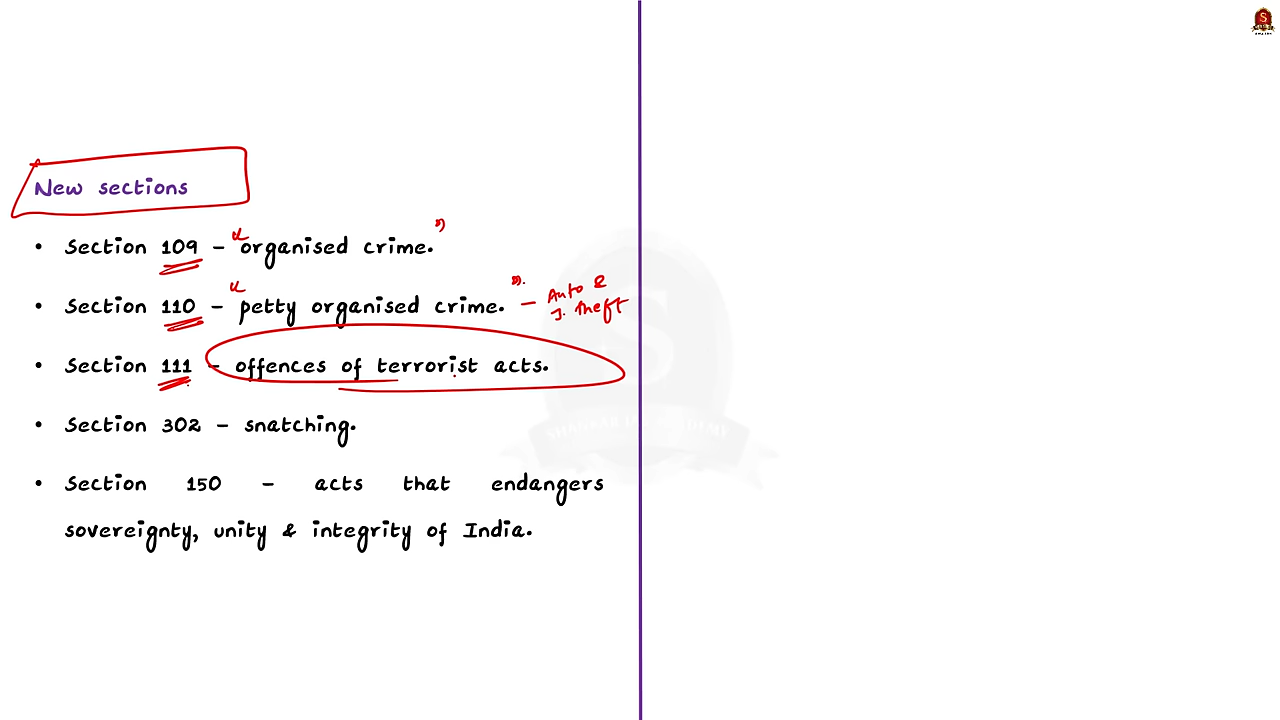 New sections
• Section 109 - "organised crime."
• Section 110 - "petty organised crime." - Auto & J. Theft
• Section 111 - offences of terrorist acts.
• Section 302 - snatching.
• Section 150 - acts that endangers
sovereignty, unity & integrity of India.